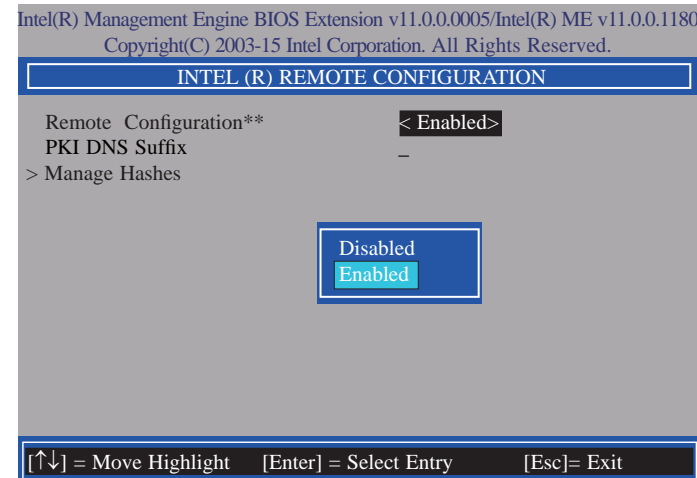 Intel(R) Management Engine BIOS Extension v11.0.0.0005/Intel(R) ME v11.0.0.1180
Copyright(C) 2003-15 Intel Corporation. All Rights Reserved.
INTEL (R) REMOTE CONFIGURATION
Remote Configuration** < Enabled>
PKI DNS Suffix _
> Manage Hashes
Disabled
Enabled
[↑↓] = Move Highlight [Enter] = Select Entry [Esc]= Exit